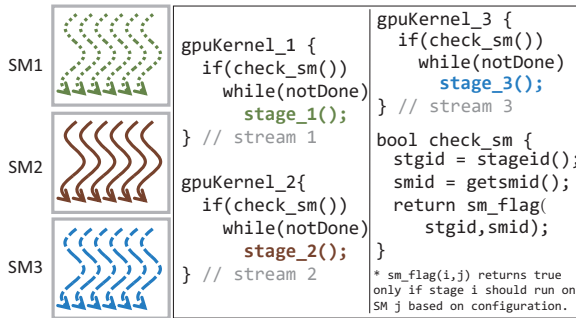 SM1
SM2
SM3
gpuKernel_1 {
if(check_sm())
while(notDone)
stage_1();
} // stream 1
gpuKernel_2{
if(check_sm())
while(notDone)
stage_2();
} // stream 2
gpuKernel_3 {
if(check_sm())
while(notDone)
stage_3();
} // stream 3
bool check_sm {
stgid = stageid();
smid = getsmid();
return sm_flag(
stgid,smid);
}
* sm_flag(i,j) returns true
only if stage i should run on
SM j based on configuration.